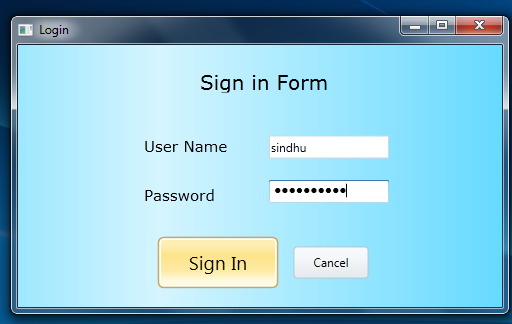 Login
Sign in Form
User Name sindhu
Password ••••••••••
Sign In Cancel